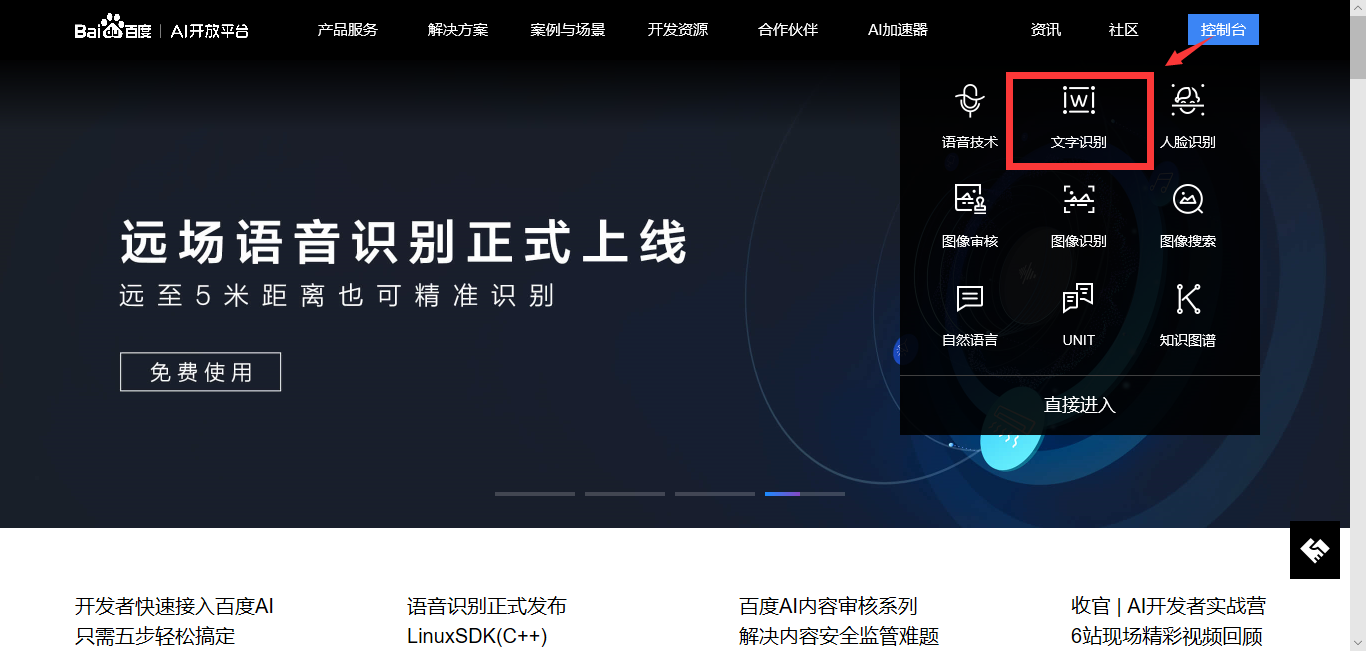 Baidu百度 | AI开放平台
产品服务
解决方案
案例与场景
开发资源
合作伙伴
AI加速器
资讯
社区
控制台
语音技术
文字识别
人脸识别
图像审核
图像识别
图像搜索
自然语言
UNIT
知识图谱
直接进入
远场语音识别正式上线
远至5米距离也可精准识别
免费使用
开发者快速接入百度AI
只需五步轻松搞定
语音识别正式发布
LinuxSDK(C++)
百度AI内容审核系列
解决内容安全监管难题
收官 | AI开发者实战营
6站现场精彩视频回顾